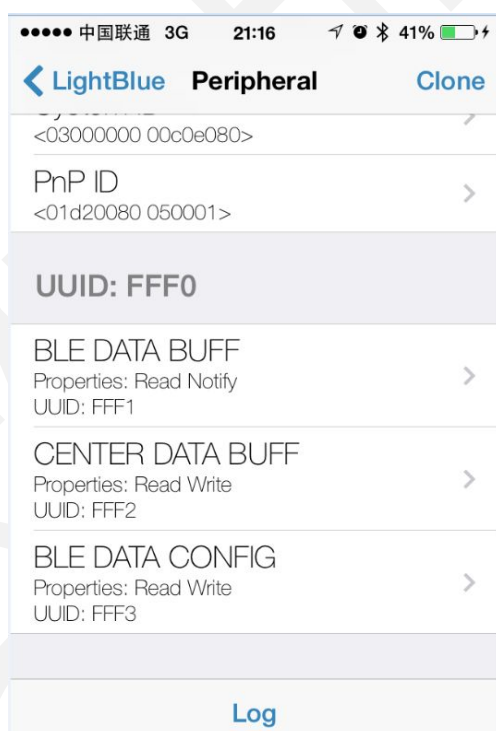 中国联通 3G 21:16 41%
LightBlue Peripheral Clone
<03000000 00c0e080>
PnP ID
<01d20080 050001>
UUID: FFF0
BLE DATA BUFF
Properties: Read Notify
UUID: FFF1
CENTER DATA BUFF
Properties: Read Write
UUID: FFF2
BLE DATA CONFIG
Properties: Read Write
UUID: FFF3
Log